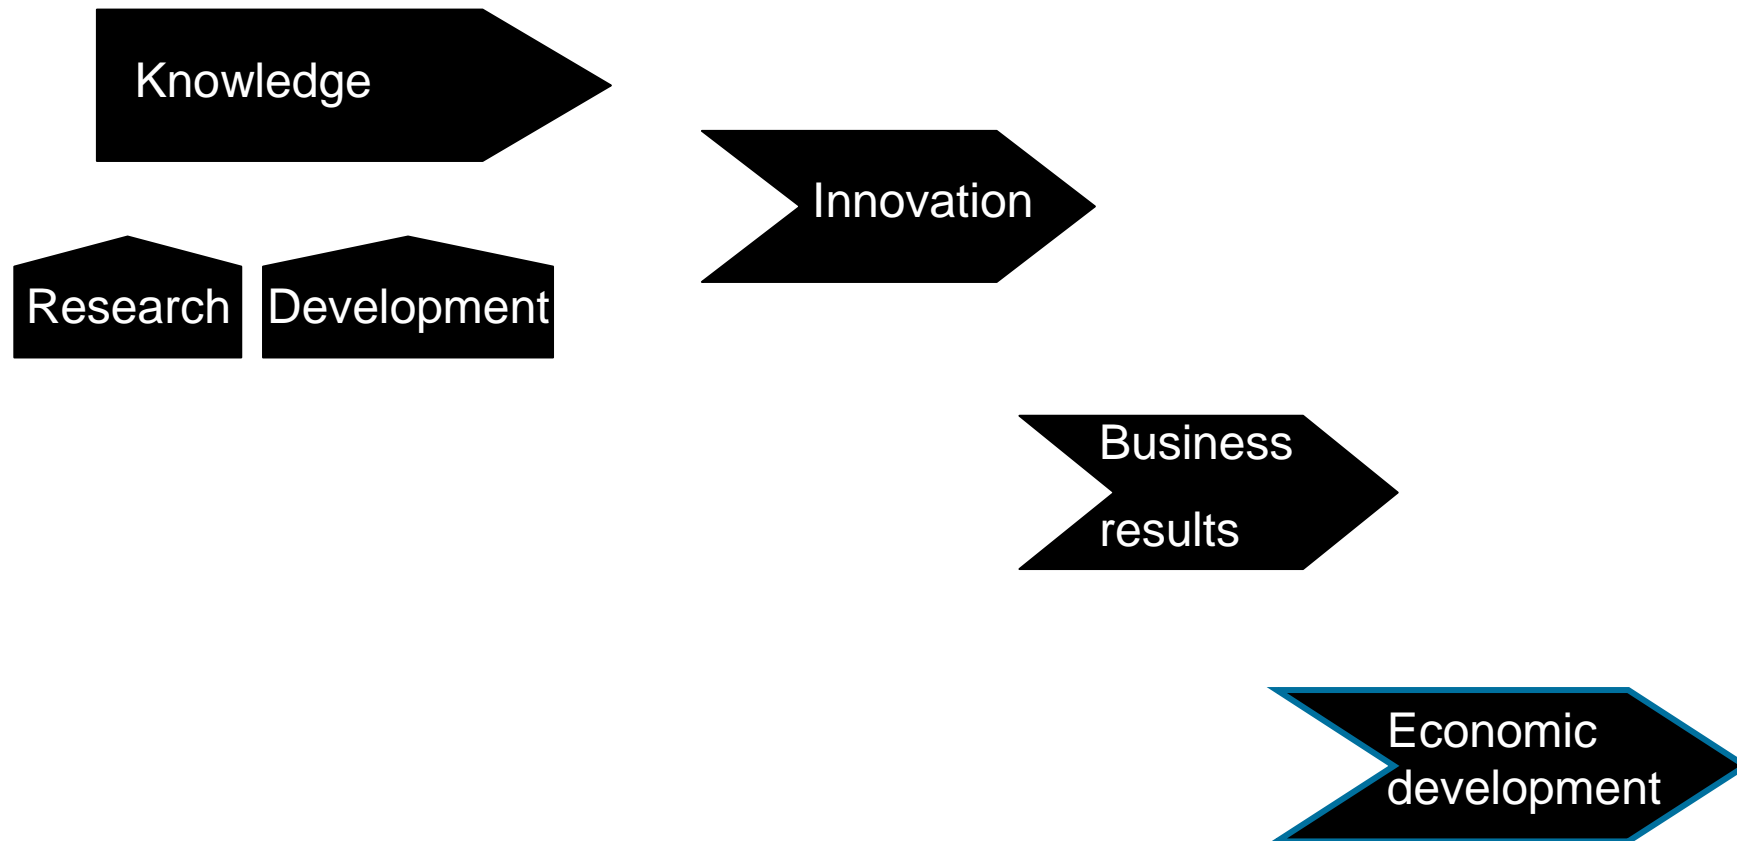 Knowledge
Innovation
Research
Development
Business
results
Economic
development